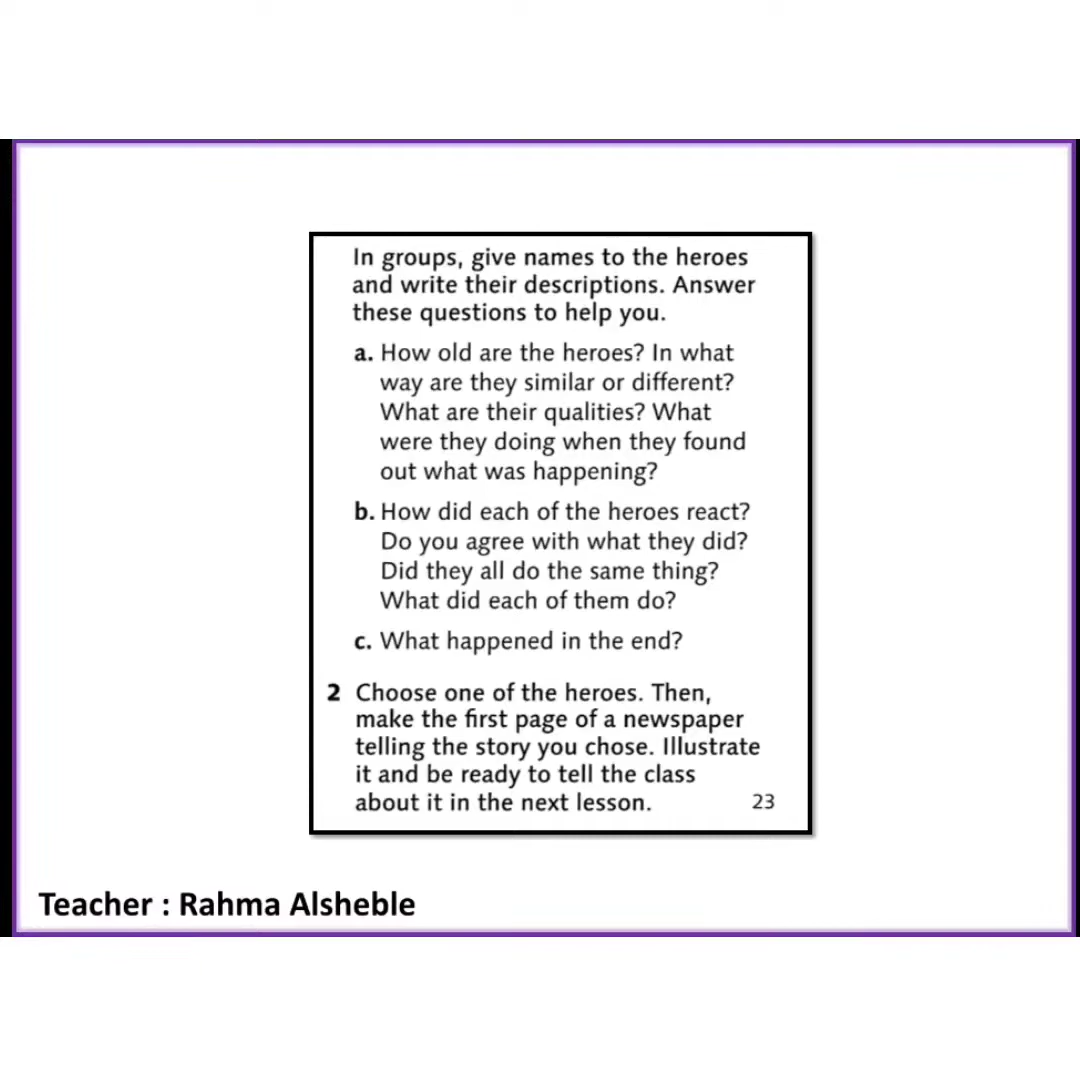 In groups, give names to the heroes
and write their descriptions. Answer
these questions to help you.
a. How old are the heroes? In what
way are they similar or different?
What are their qualities? What
were they doing when they found
out what was happening?
b. How did each of the heroes react?
Do you agree with what they did?
Did they all do the same thing?
What did each of them do?
c. What happened in the end?
2 Choose one of the heroes. Then,
make the first page of a newspaper
telling the story you chose. Illustrate
it and be ready to tell the class
about it in the next lesson.
23
Teacher : Rahma Alsheble